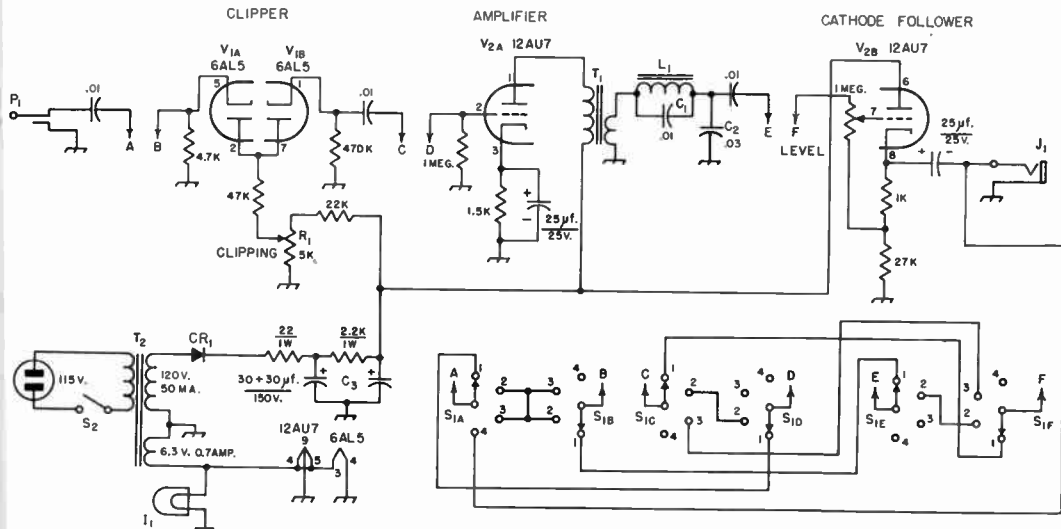 CLIPPER
AMPLIFIER
CATHODE FOLLOWER
V1A
6AL5
V1B
6AL5
V2A 12AU7
V2B 12AU7
P1
.01
A
B
5
1
2
7
4.7K
470K
.01
C
47K
22K
R1
5K
CLIPPING
D
1 MEG.
1
2
3
1.5K
+
-
25µf.
25V.
T1
L1
C1
.01
C2
.03
.01
E
F
LEVEL
1 MEG.
6
7
8
25µf.
25V.
+ -
J1
1K
27K
115V.
S2
T2
120V.
50 MA.
CR1
22
1W
2.2K
1W
30+30µf.
150V.
+
C3
+
6.3 V. 0.7AMP.
I1
12AU7
9
4 5
6AL5
3 4
A
1
S1A
4
2
3
2
3
4
B
S1B
1
C
1
S1C
4
2
3
4
3
2
D
S1D
1
E
1
S1E
4
2
3
4
3
2
F
S1F
1